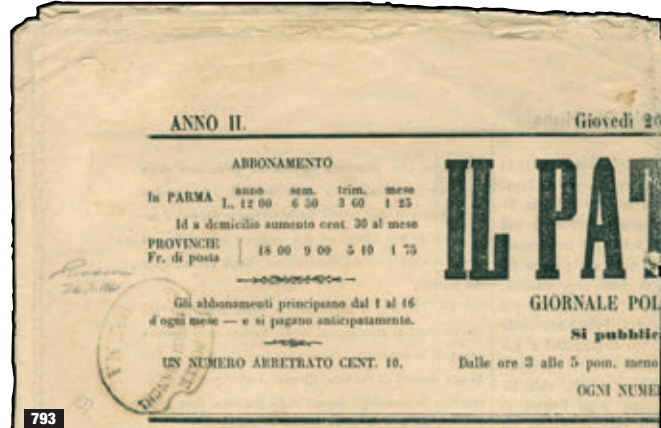 ANNO II.
Giovedì 26
ABBONAMENTO
anno sem. trim. mese
In PARMA L. 12 00 6 50 3 60 1 25
Id a demicilio aumento cent. 30 al mese
PROVINCIE
Fr. di posta 18 00 9 00 5 10 1 75
Gli abbonamenti principano dal 1 al 16
d'ogni mese — e si pagano anticipatamente.
UN NUMERO ARRETRATO CENT. 10.
IL PAT
GIORNALE POL
Si pubblic
Dalle ore 3 alle 5 pom. meno
OGNI NUME
793